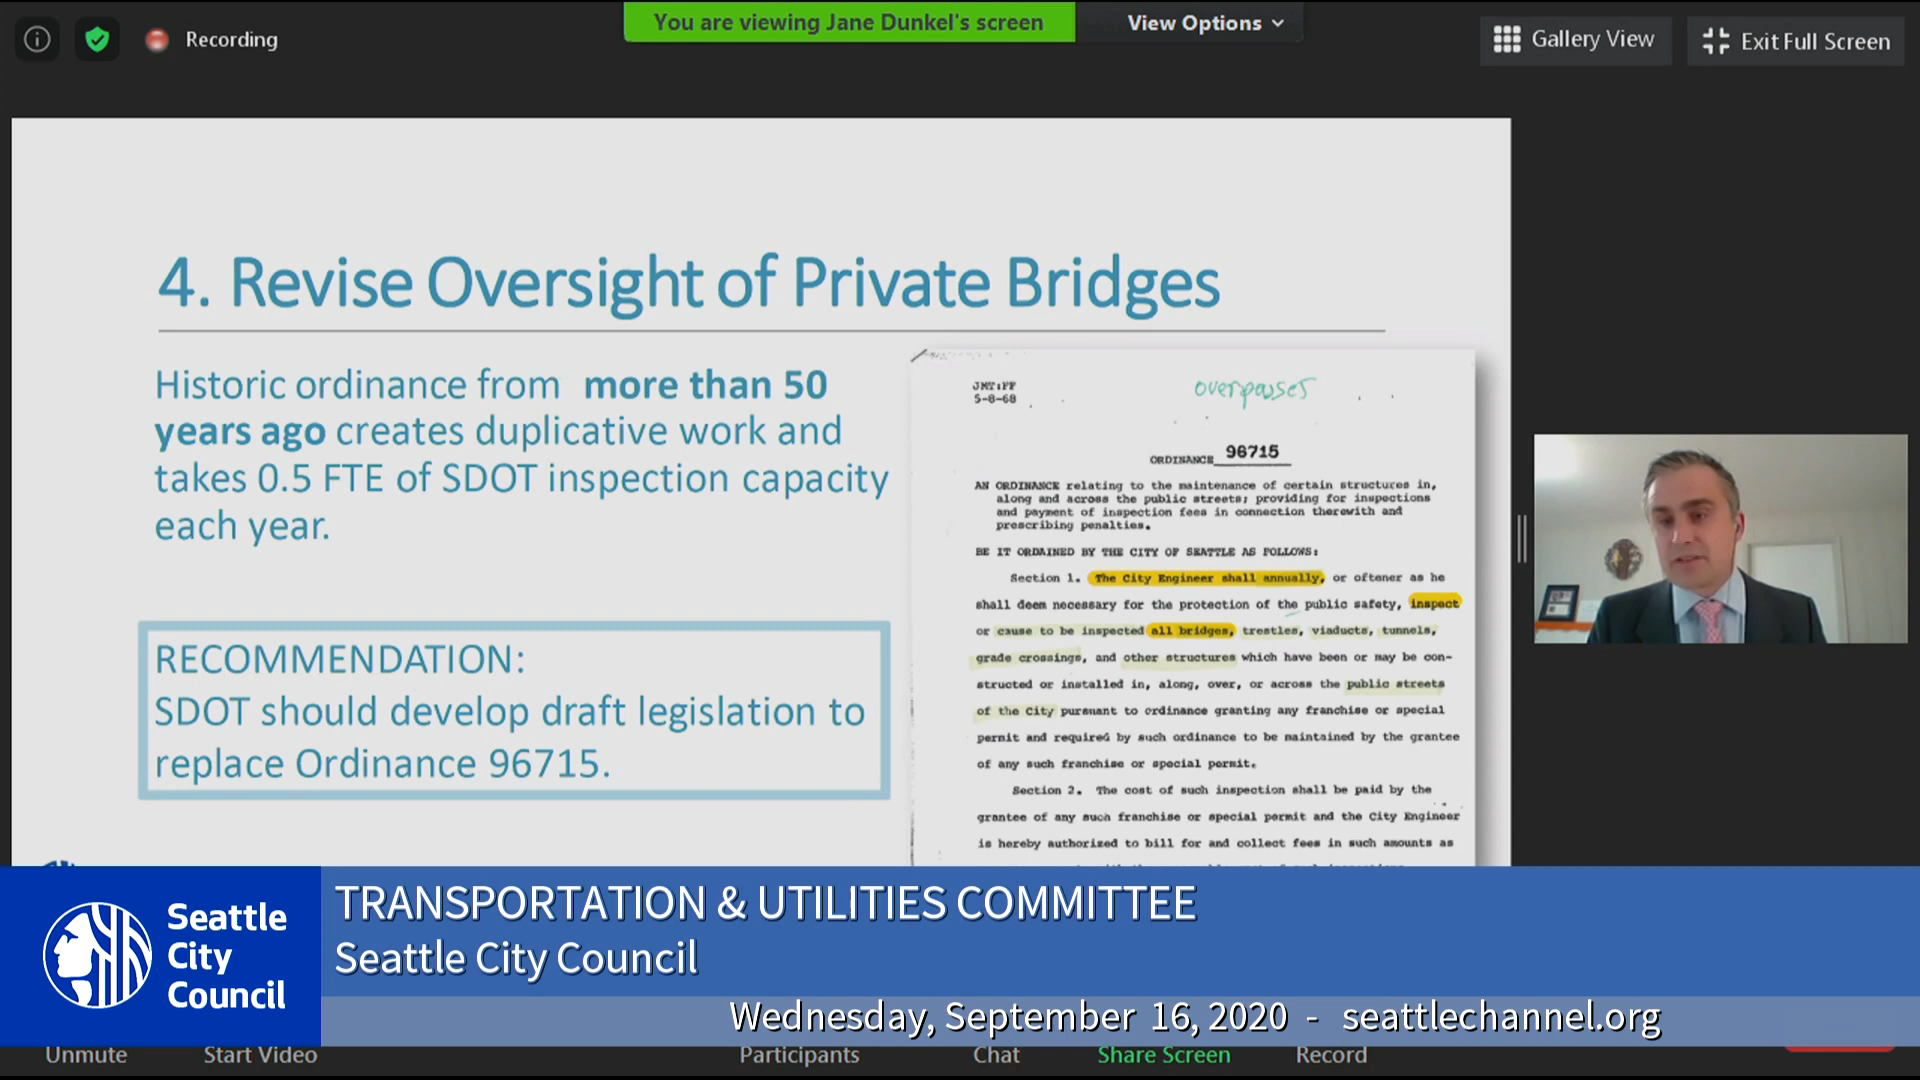 You are viewing Jane Dunkel's screen
View Options
Recording
Gallery View
Exit Full Screen
4. Revise Oversight of Private Bridges
Historic ordinance from more than 50
years ago creates duplicative work and
takes 0.5 FTE of SDOT inspection capacity
each year.
RECOMMENDATION:
SDOT should develop draft legislation to
replace Ordinance 96715.
JMT:FF
5-8-68
overpasses
ORDINANCE 96715
AN ORDINANCE relating to the maintenance of certain structures in,
along and across the public streets; providing for inspections
and payment of inspection fees in connection therewith and
prescribing penalties.
BE IT ORDAINED BY THE CITY OF SEATTLE AS FOLLOWS:
Section 1. The City Engineer shall annually, or oftener as he
shall deem necessary for the protection of the public safety, inspect
or cause to be inspected all bridges, trestles, viaducts, tunnels,
grade crossings, and other structures which have been or may be con-
structed or installed in, along, over, or across the public streets
of the City pursuant to ordinance granting any franchise or special
permit and required by such ordinance to be maintained by the grantee
of any such franchise or special permit.
Section 2. The cost of such inspection shall be paid by the
grantee of any such franchise or special permit and the City Engineer
is hereby authorized to bill for and collect fees in such amounts as
Seattle
City
Council
TRANSPORTATION & UTILITIES COMMITTEE
Seattle City Council
Wednesday, September 16, 2020 - seattlechannel.org
Unmute
Start Video
Participants
Chat
Share Screen
Record